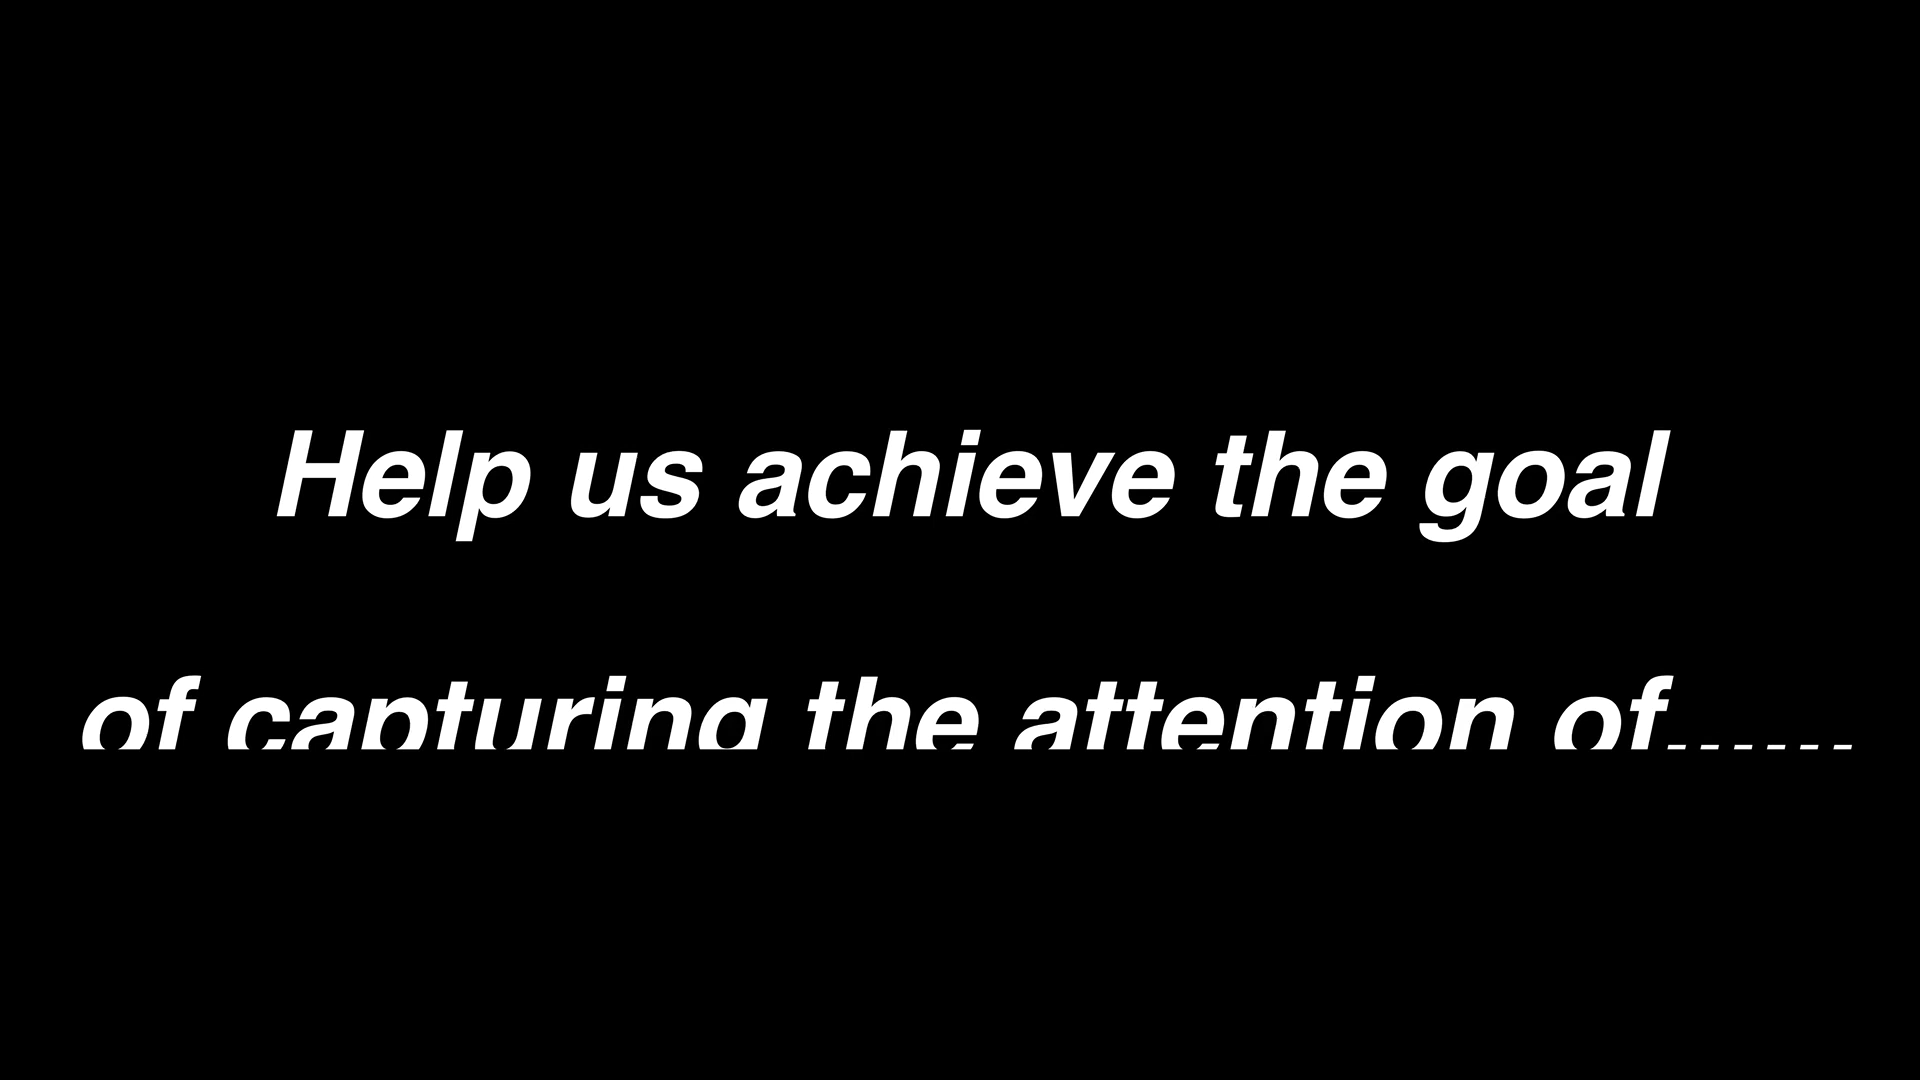 Help us achieve the goal
of capturing the attention of......